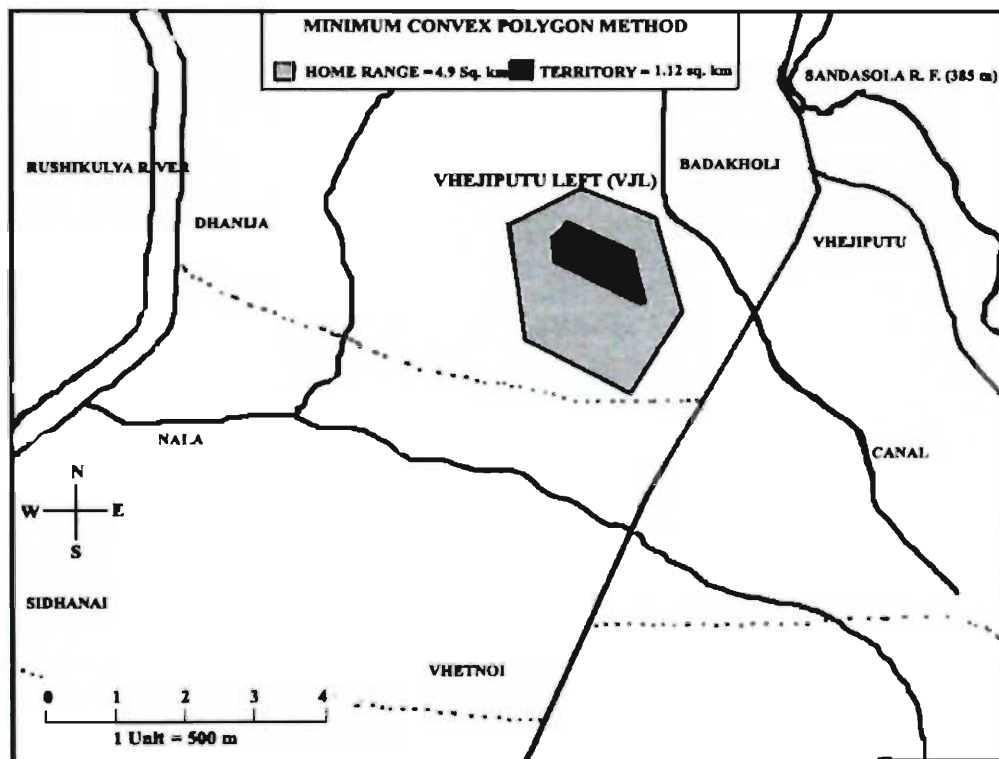 MINIMUM CONVEX POLYGON METHOD
HOME RANGE = 4.9 Sq. km TERRITORY = 1.12 sq. km
SANDASOLA R. F. (385 m)
RUSHIKULYA RIVER
BADAKHOLI
VHEJIPUTU LEFT (VJL)
DHANIJA
VHEJIPUTU
NALA
CANAL
N
W E
S
SIDHANAI
VHETNOI
0 1 2 3 4
1 Unit = 500 m